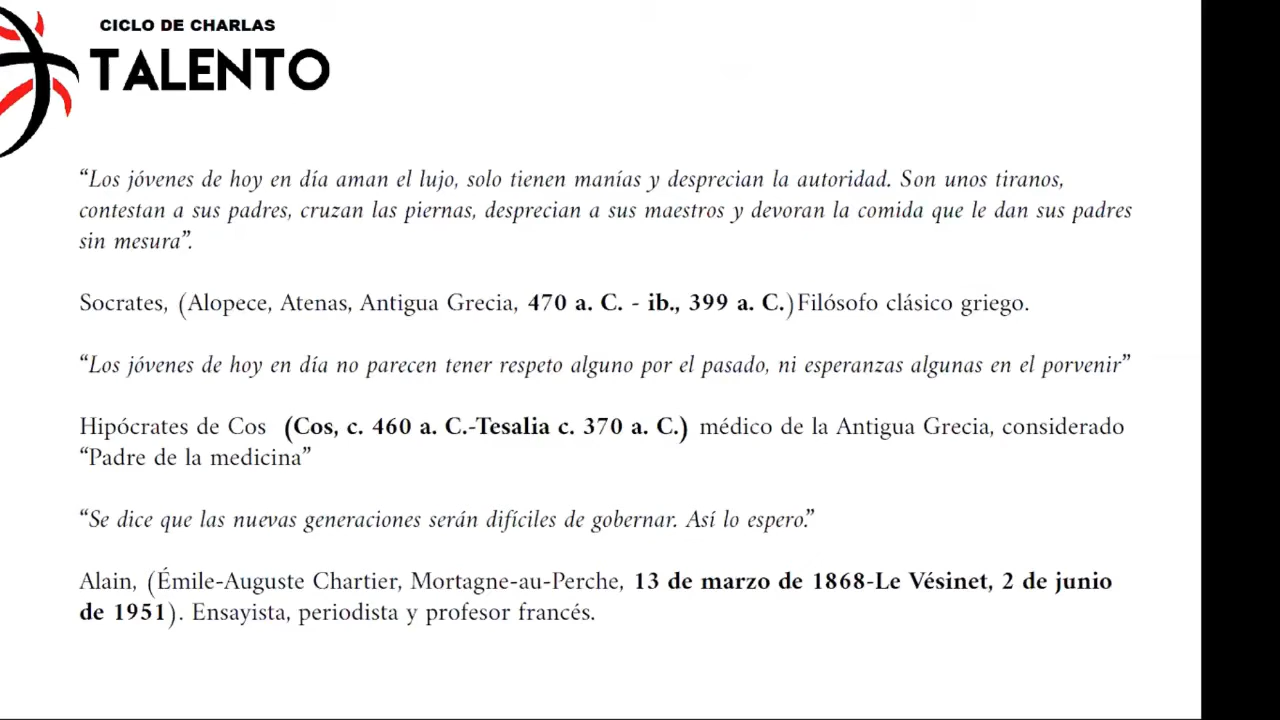 CICLO DE CHARLAS
TALENTO
“Los jóvenes de hoy en día aman el lujo, solo tienen manías y desprecian la autoridad. Son unos tiranos,
contestan a sus padres, cruzan las piernas, desprecian a sus maestros y devoran la comida que le dan sus padres
sin mesura”.
Socrates, (Alopece, Atenas, Antigua Grecia, 470 a. C. - ib., 399 a. C.)Filósofo clásico griego.
“Los jóvenes de hoy en día no parecen tener respeto alguno por el pasado, ni esperanzas algunas en el porvenir”
Hipócrates de Cos (Cos, c. 460 a. C.-Tesalia c. 370 a. C.) médico de la Antigua Grecia, considerado
“Padre de la medicina”
“Se dice que las nuevas generaciones serán difíciles de gobernar. Así lo espero.”
Alain, (Émile-Auguste Chartier, Mortagne-au-Perche, 13 de marzo de 1868-Le Vésinet, 2 de junio
de 1951). Ensayista, periodista y profesor francés.